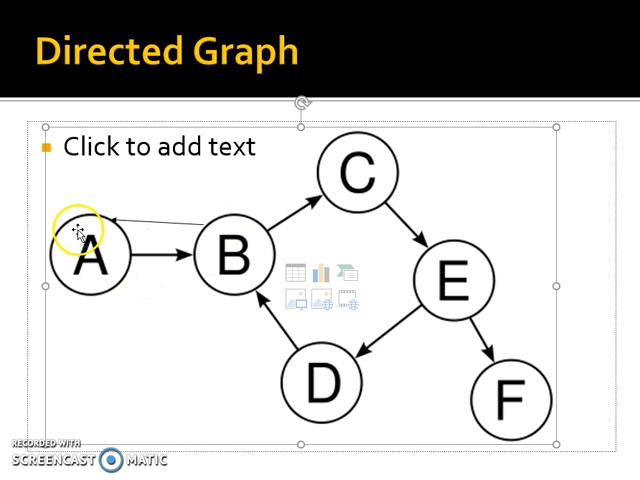 Directed Graph
Click to add text
C
A
B
E
D
F
RECORDED WITH
SCREENCAST MATIC